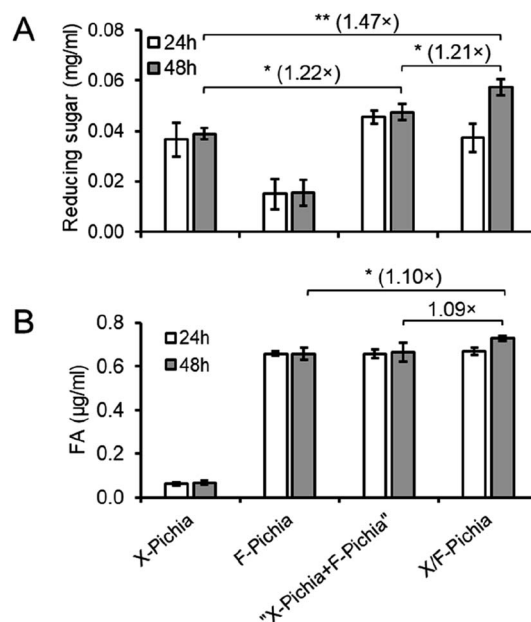 A
** (1.47×)
24h
48h
* (1.22×)
* (1.21×)
Reducing sugar (mg/ml)
0.08
0.06
0.04
0.02
0.00
* (1.10×)
1.09×
B
24h
48h
FA (µg/ml)
0.8
0.6
0.4
0.2
0.0
X-Pichia
F-Pichia
"X-Pichia+F-Pichia"
X/F-Pichia